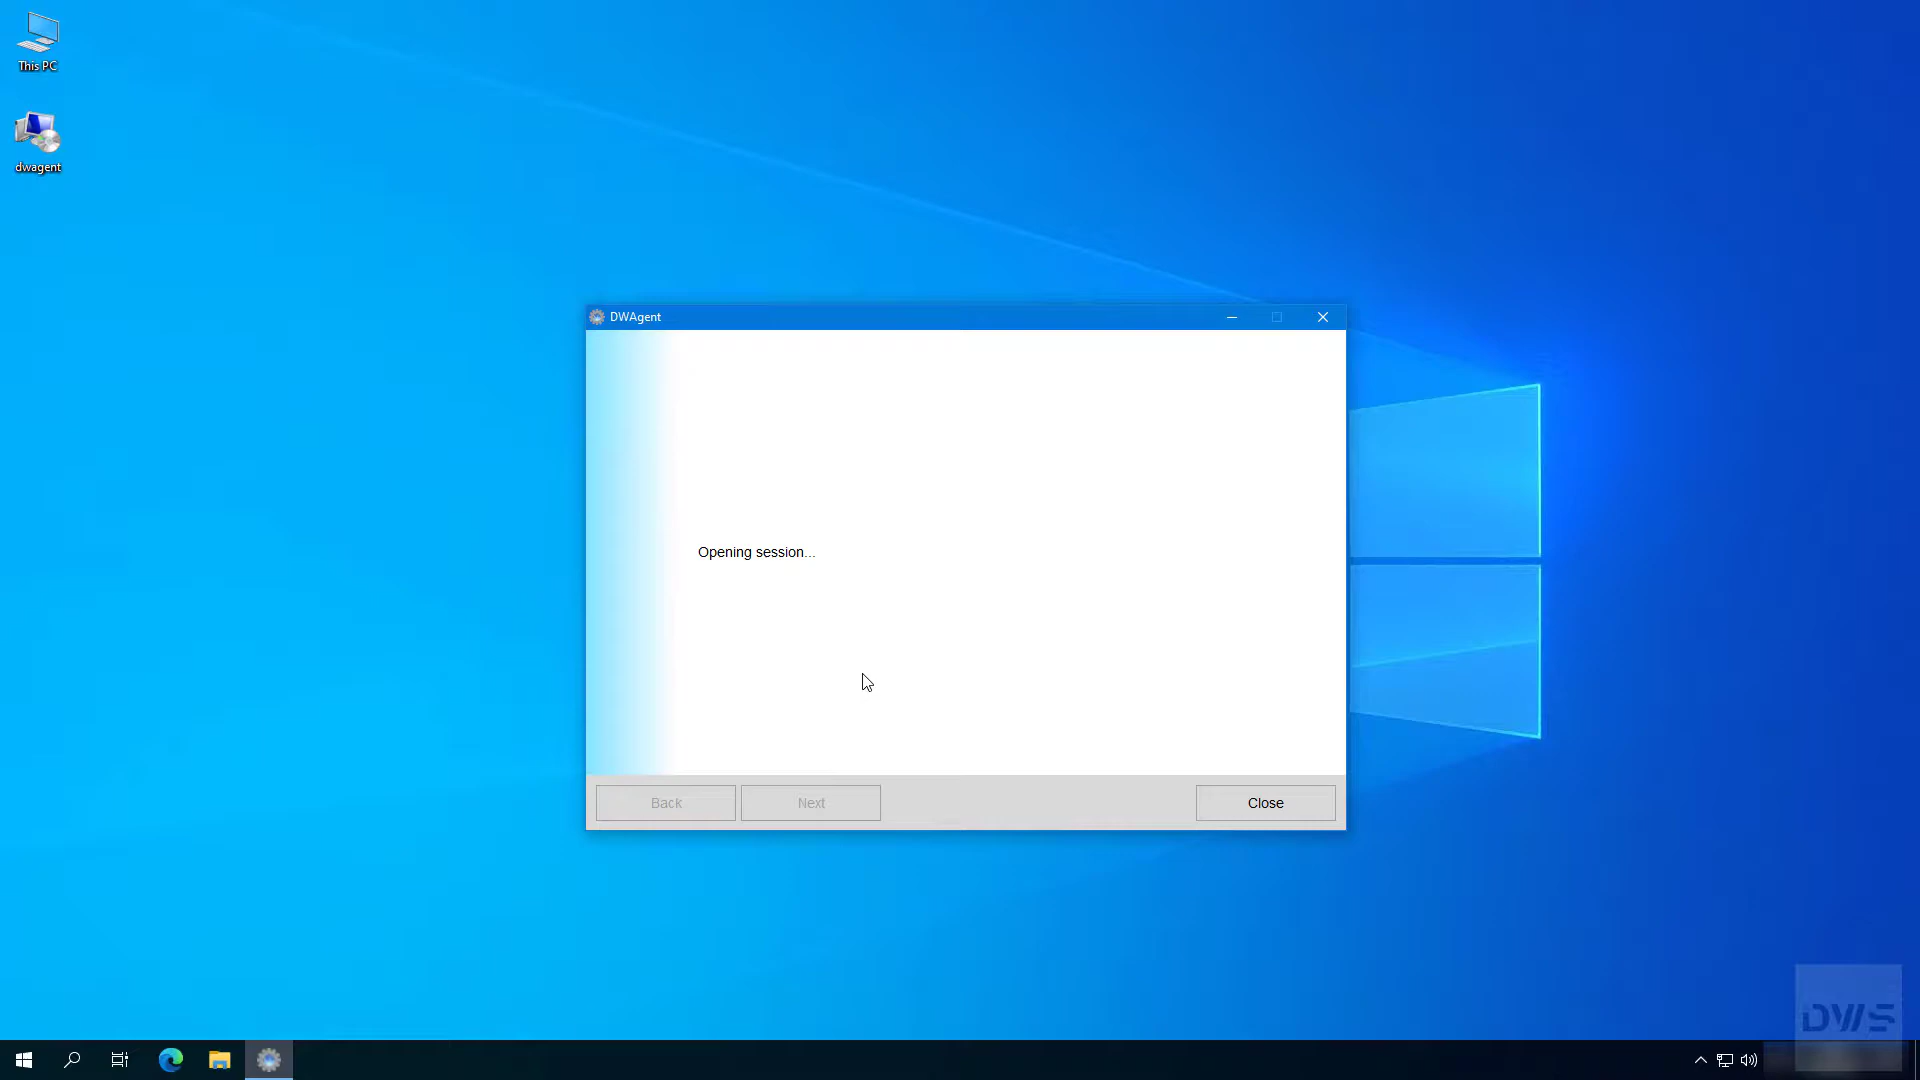 This PC
dwagent
DWAgent
Opening session...
Back
Next
Close
DWS